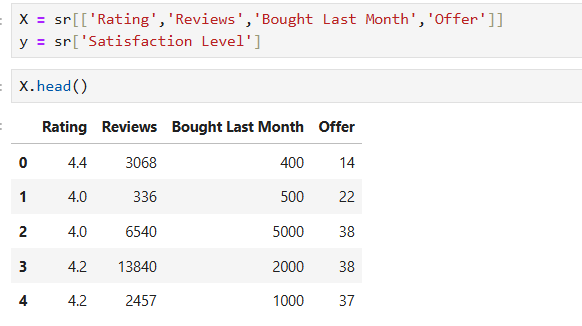 X = sr[['Rating','Reviews','Bought Last Month','Offer']]
y = sr['Satisfaction Level']
X.head()
Rating Reviews Bought Last Month Offer
0 4.4 3068 400 14
1 4.0 336 500 22
2 4.0 6540 5000 38
3 4.2 13840 2000 38
4 4.2 2457 1000 37